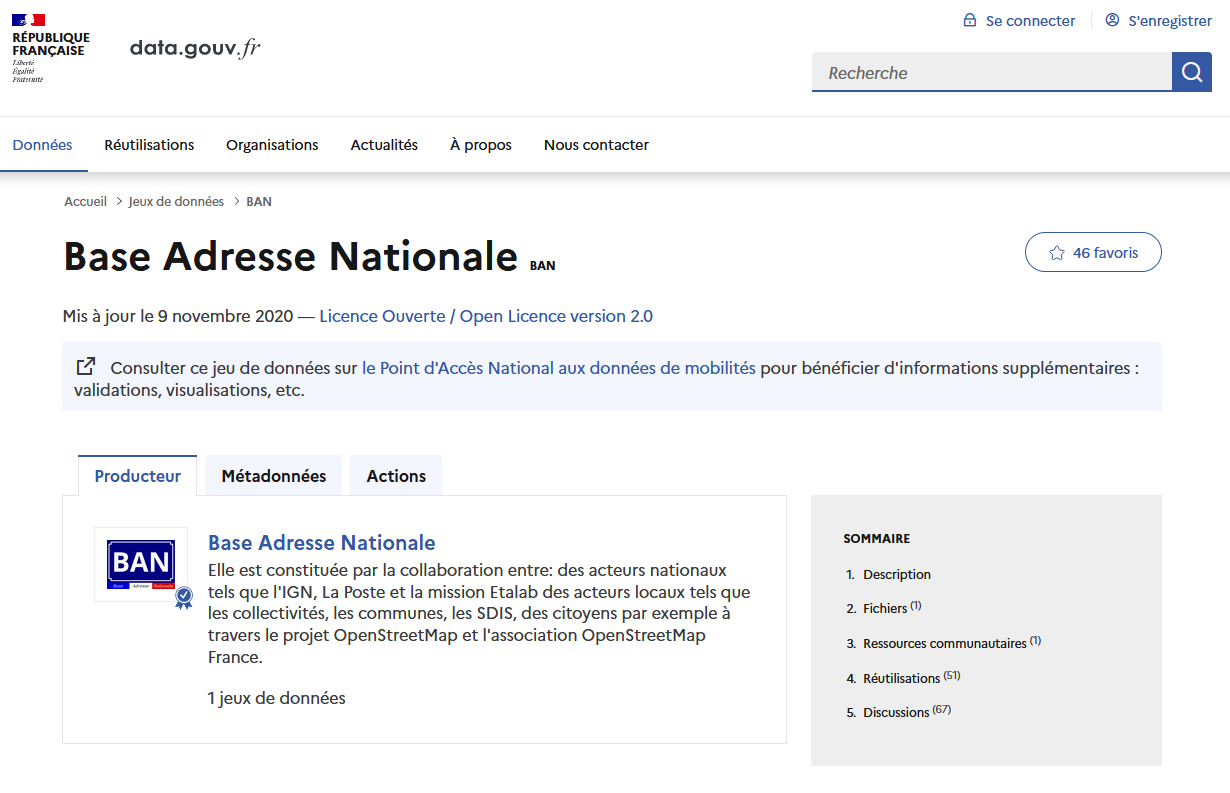 RÉPUBLIQUE
FRANÇAISE
Liberté
Égalité
Fraternité
data.gouv.fr
Se connecter
S'enregistrer
Recherche
Données
Réutilisations
Organisations
Actualités
À propos
Nous contacter
Accueil > Jeux de données > BAN
Base Adresse Nationale BAN
46 favoris
Mis à jour le 9 novembre 2020 — Licence Ouverte / Open Licence version 2.0
Consulter ce jeu de données sur le Point d'Accès National aux données de mobilités pour bénéficier d'informations supplémentaires :
validations, visualisations, etc.
Producteur
Métadonnées
Actions
BAN
Base Adresse Nationale
Base Adresse Nationale
Elle est constituée par la collaboration entre: des acteurs nationaux
tels que l'IGN, La Poste et la mission Etalab des acteurs locaux tels que
les collectivités, les communes, les SDIS, des citoyens par exemple à
travers le projet OpenStreetMap et l'association OpenStreetMap
France.
1 jeux de données
SOMMAIRE
1. Description
2. Fichiers (1)
3. Ressources communautaires (1)
4. Réutilisations (51)
5. Discussions (67)